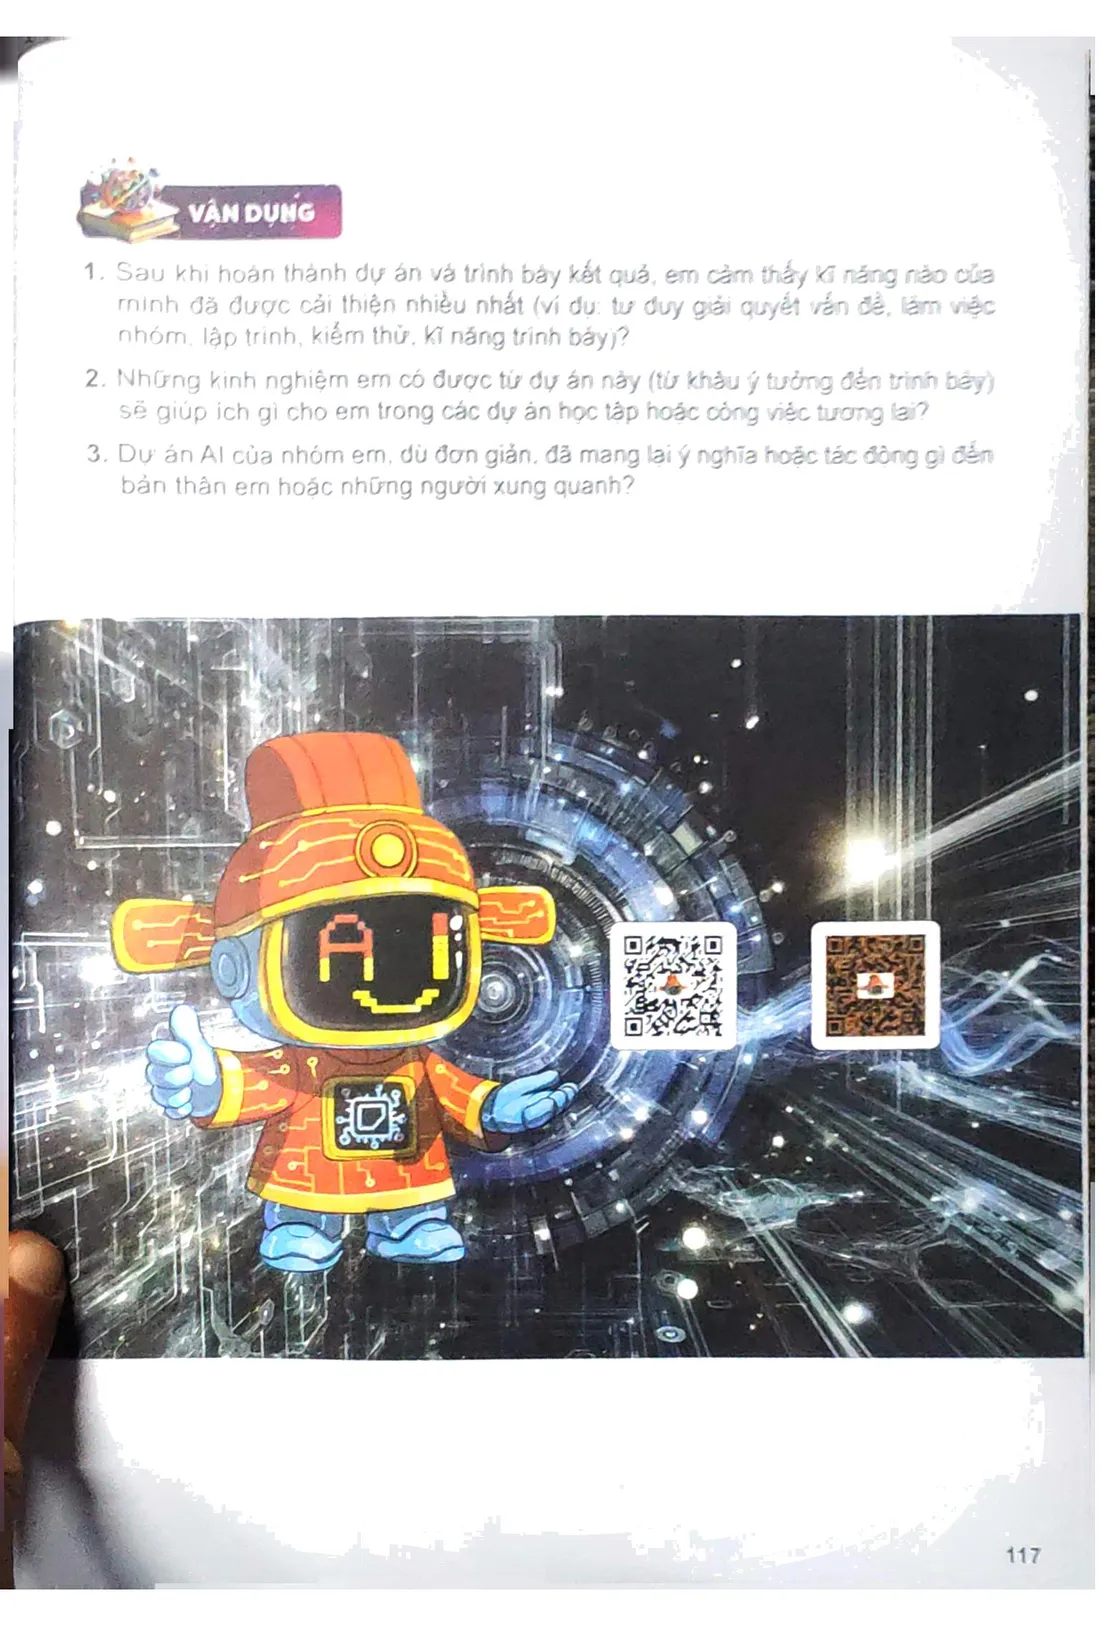 VẬN DỤNG
1. Sau khi hoàn thành dự án và trình bày kết quả, em cảm thấy kĩ năng nào của
mình đã được cải thiện nhiều nhất (ví dụ: tư duy giải quyết vấn đề, làm việc
nhóm, lập trình, kiểm thử, kĩ năng trình bày)?
2. Những kinh nghiệm em có được từ dự án này (từ khâu ý tưởng đến trình bày)
sẽ giúp ích gì cho em trong các dự án học tập hoặc công việc tương lai?
3. Dự án AI của nhóm em, dù đơn giản, đã mang lại ý nghĩa hoặc tác động gì đến
bản thân em hoặc những người xung quanh?
AI
117